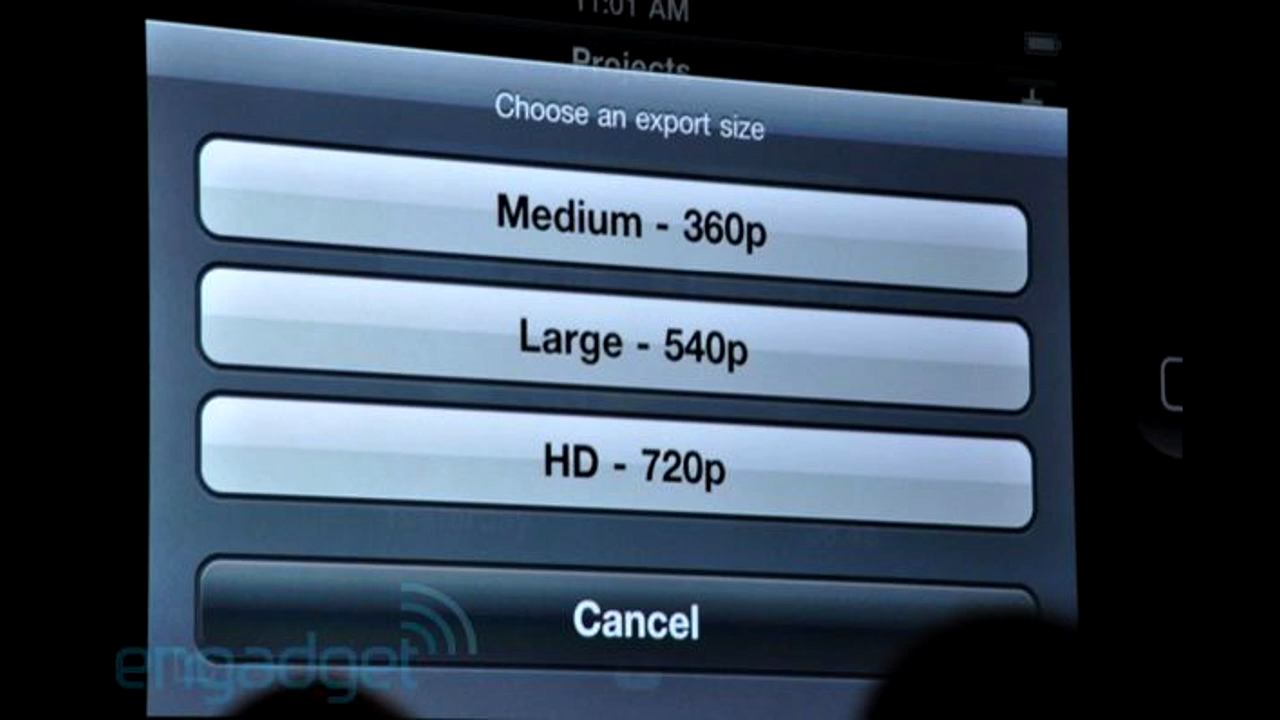 11:01 AM
Projects
Choose an export size
Medium - 360p
Large - 540p
HD - 720p
Cancel
engadget